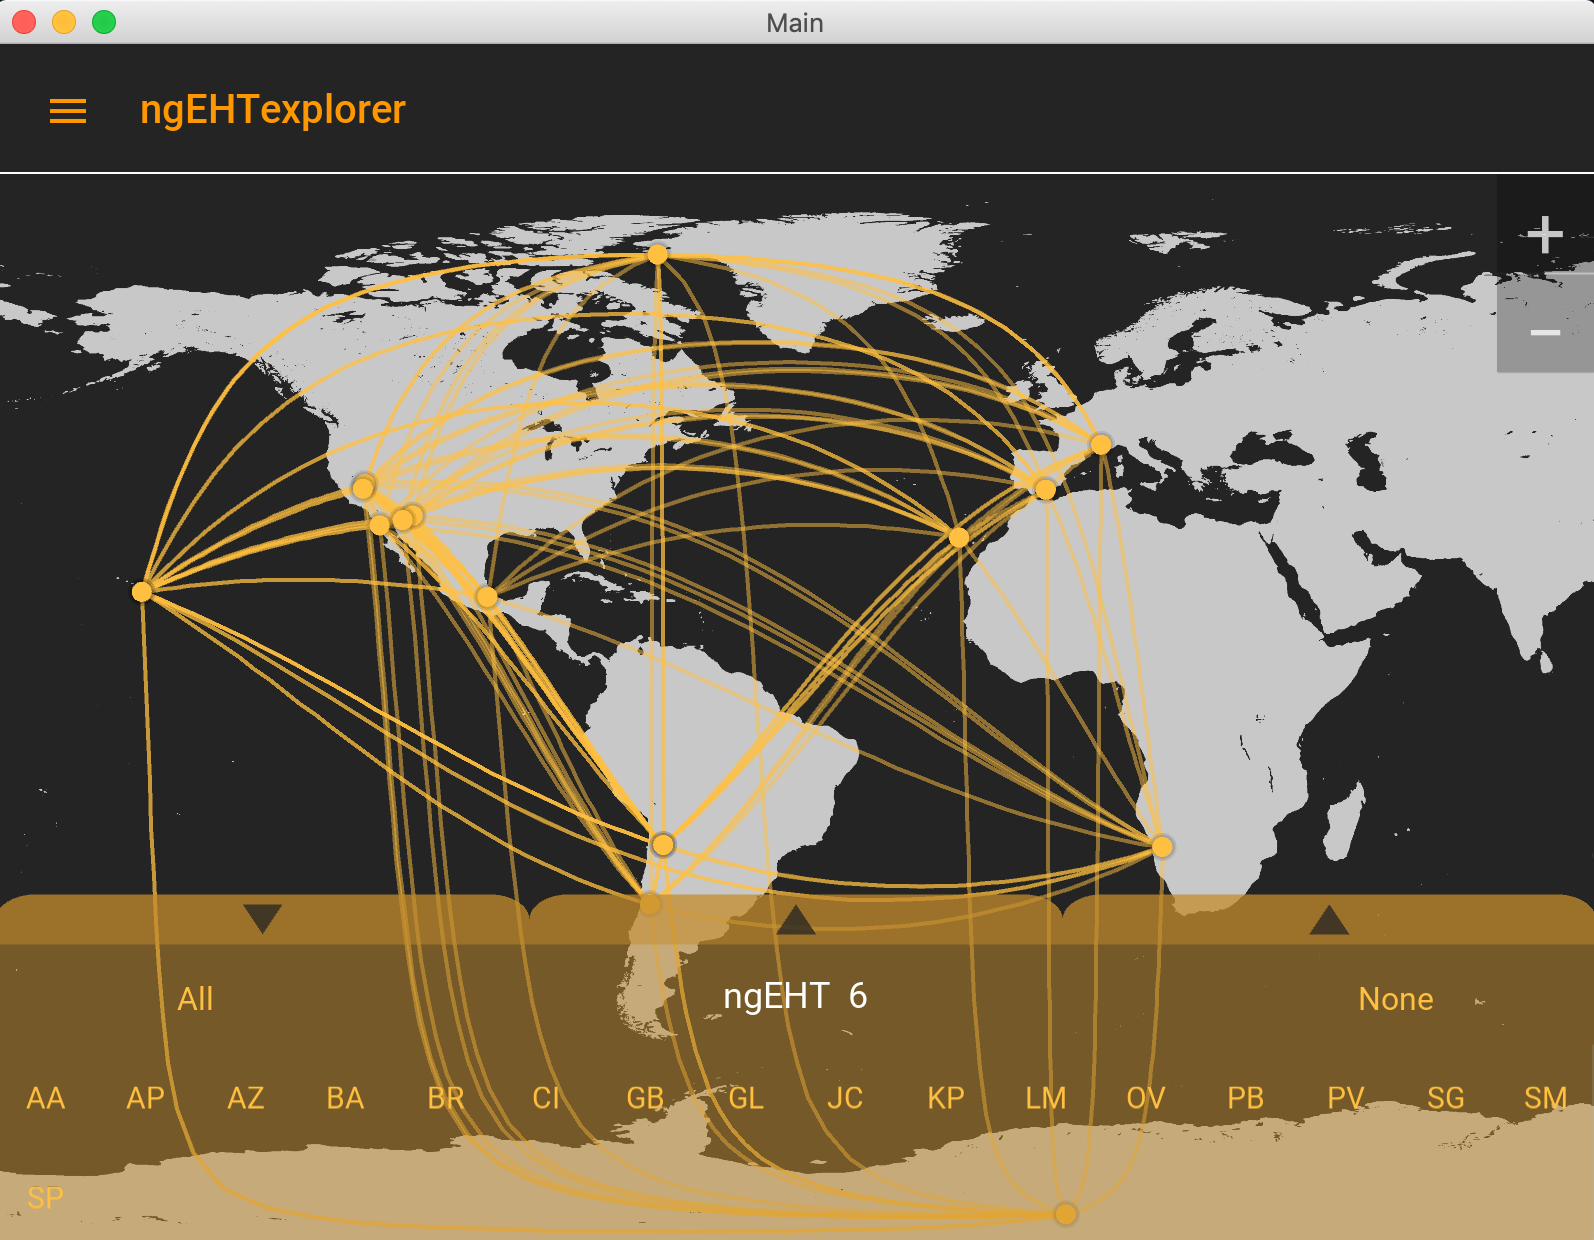 Main
ngEHTexplorer
+
-
All ngEHT 6 None
AA AP AZ BA BR CI GB GL JC KP LM OV PB PV SG SM
SP